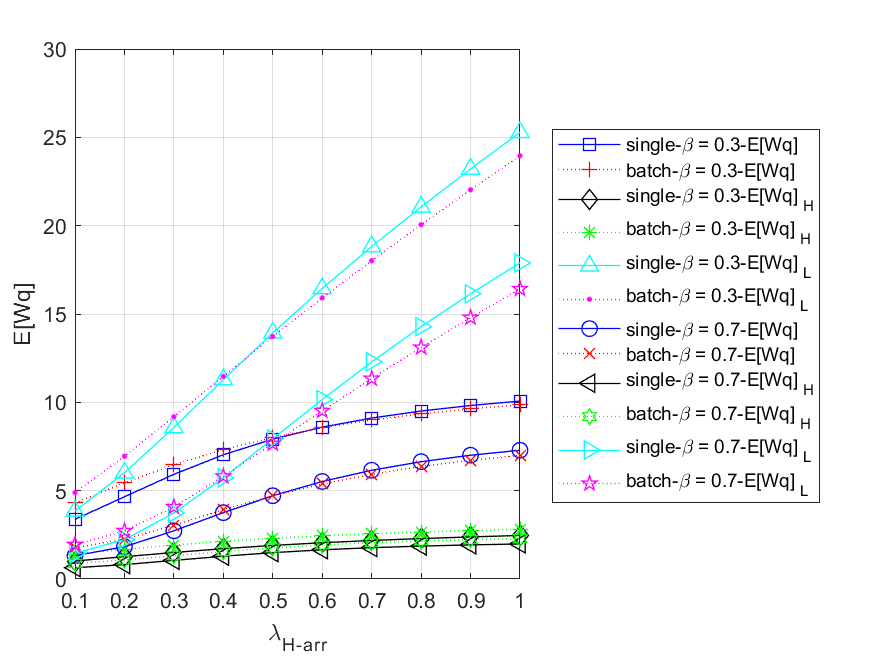 30
25
20
15
10
5
0
E[Wq]
0.1 0.2 0.3 0.4 0.5 0.6 0.7 0.8 0.9 1
λH-arr
single-β = 0.3-E[Wq]
batch-β = 0.3-E[Wq]
single-β = 0.3-E[Wq] H
batch-β = 0.3-E[Wq] H
single-β = 0.3-E[Wq] L
batch-β = 0.3-E[Wq] L
single-β = 0.7-E[Wq]
batch-β = 0.7-E[Wq]
single-β = 0.7-E[Wq] H
batch-β = 0.7-E[Wq] H
single-β = 0.7-E[Wq] L
batch-β = 0.7-E[Wq] L